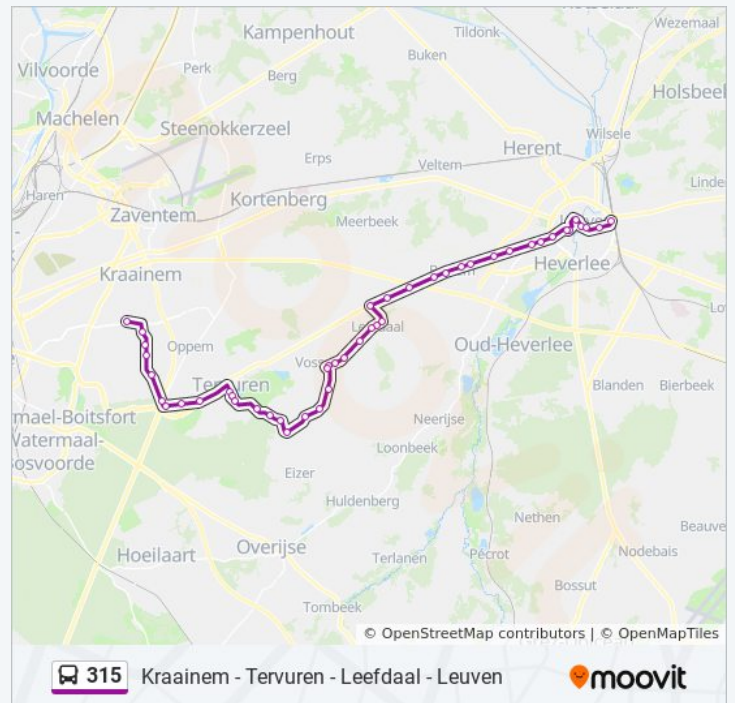 Kampenhout
Wezemaal
Tildonk
Buken
Vilvoorde
Perk
Berg
Holsbeek
Machelen
Steenokkerzeel
Wilsele
Herent
Erps
Veltem
Haren
Kortenberg
Linde
Zaventem
Meerbeek
Kraainem
Heverlee
Oppem
Oud-Heverlee
Tervuren
Blanden
Bierbeek
mael-Boitsfort
Watermaal-
Bosvoorde
Neerijse
Loonbeek
Eizer
Huldenberg
Nethen
Beauve
Hoeilaart
Overijse
Terlanen
Pécrot
Nodebais
Bossut
Tombeek
© OpenStreetMap contributors | © OpenMapTiles
315
Kraainem - Tervuren - Leefdaal - Leuven
moovit